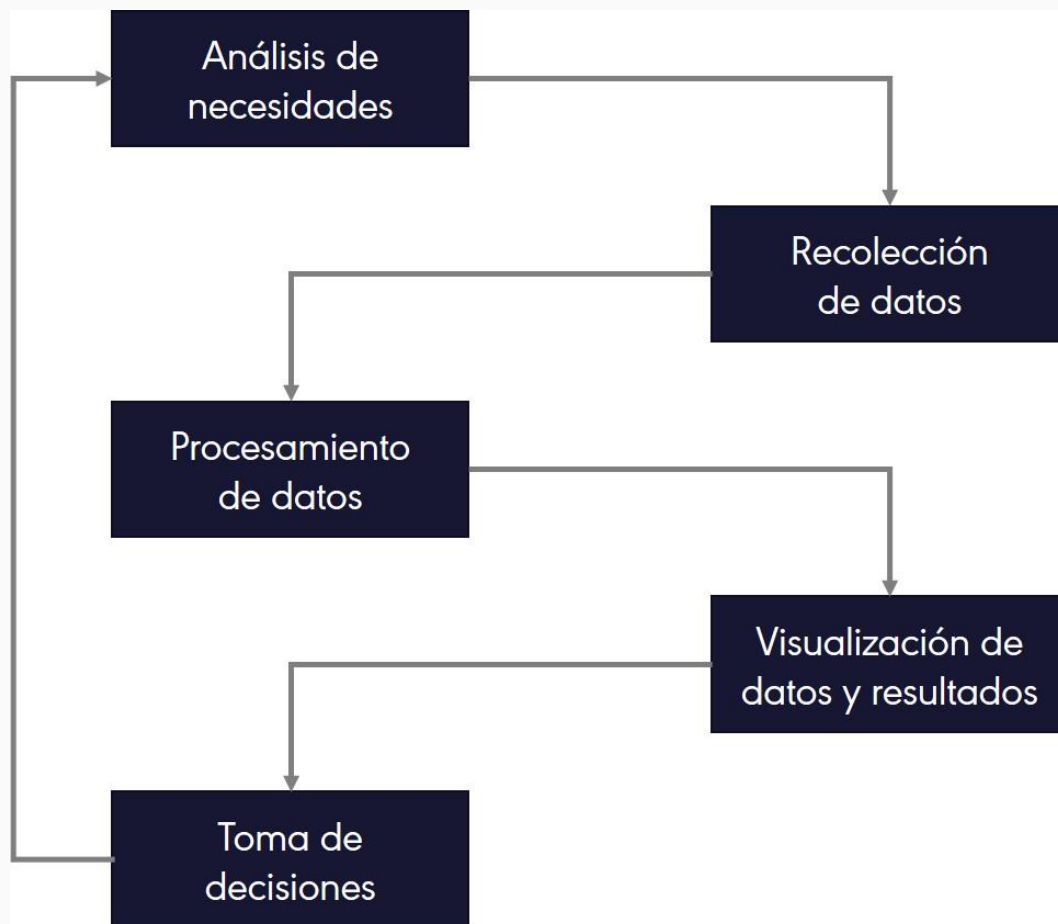 Análisis de
necesidades
Recolección
de datos
Procesamiento
de datos
Visualización de
datos y resultados
Toma de
decisiones